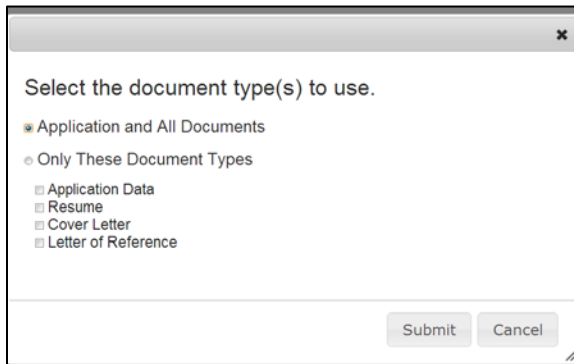 Select the document type(s) to use.
Application and All Documents
Only These Document Types
Application Data
Resume
Cover Letter
Letter of Reference
Submit Cancel